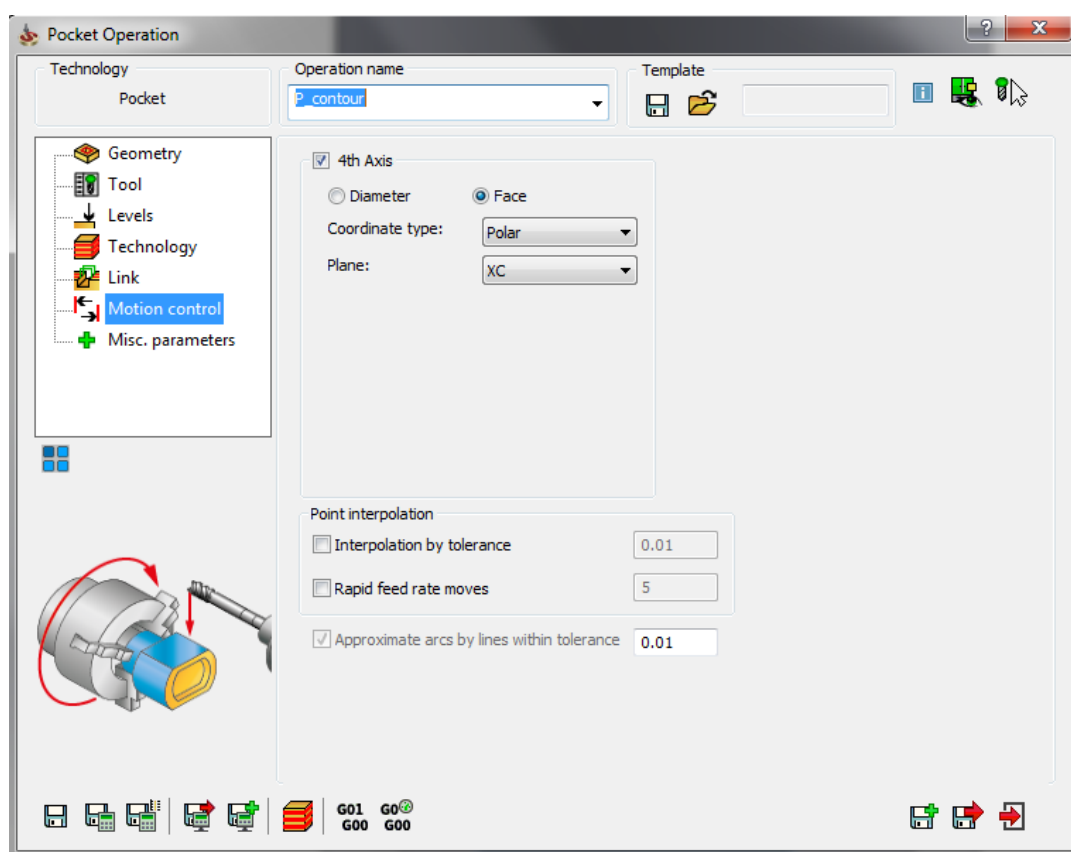 Pocket Operation
?
X
Technology
Pocket
Operation name
P_contour
Template
Geometry
Tool
Levels
Technology
Link
Motion control
Misc. parameters
4th Axis
Diameter
Face
Coordinate type:
Polar
Plane:
XC
Point interpolation
Interpolation by tolerance
0.01
Rapid feed rate moves
5
Approximate arcs by lines within tolerance
0.01
G01
G00
G0
G00